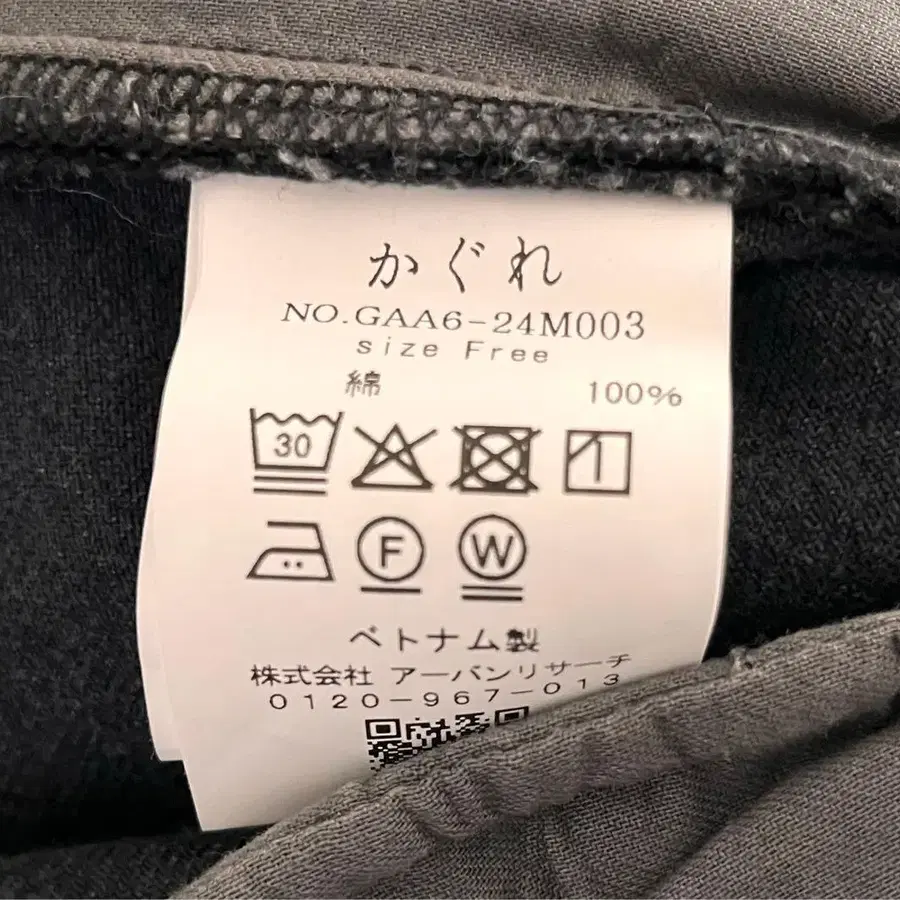 かぐれ
NO.GAA6-24M003
size Free
綿 100%
30
F W
ベトナム製
株式会社 アーバンリサーチ
0120-967-013